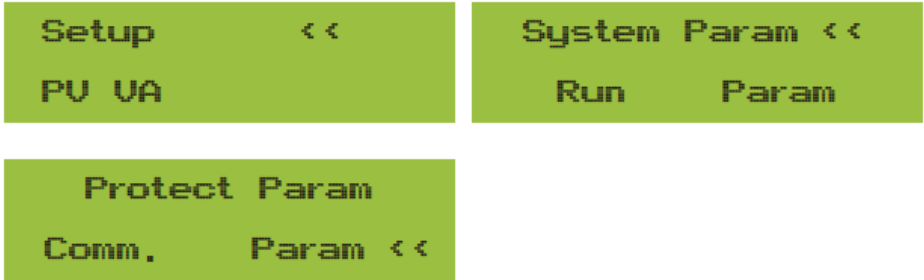 Setup <<
PV VA
System Param <<
Run Param
Protect Param
Comm. Param <<